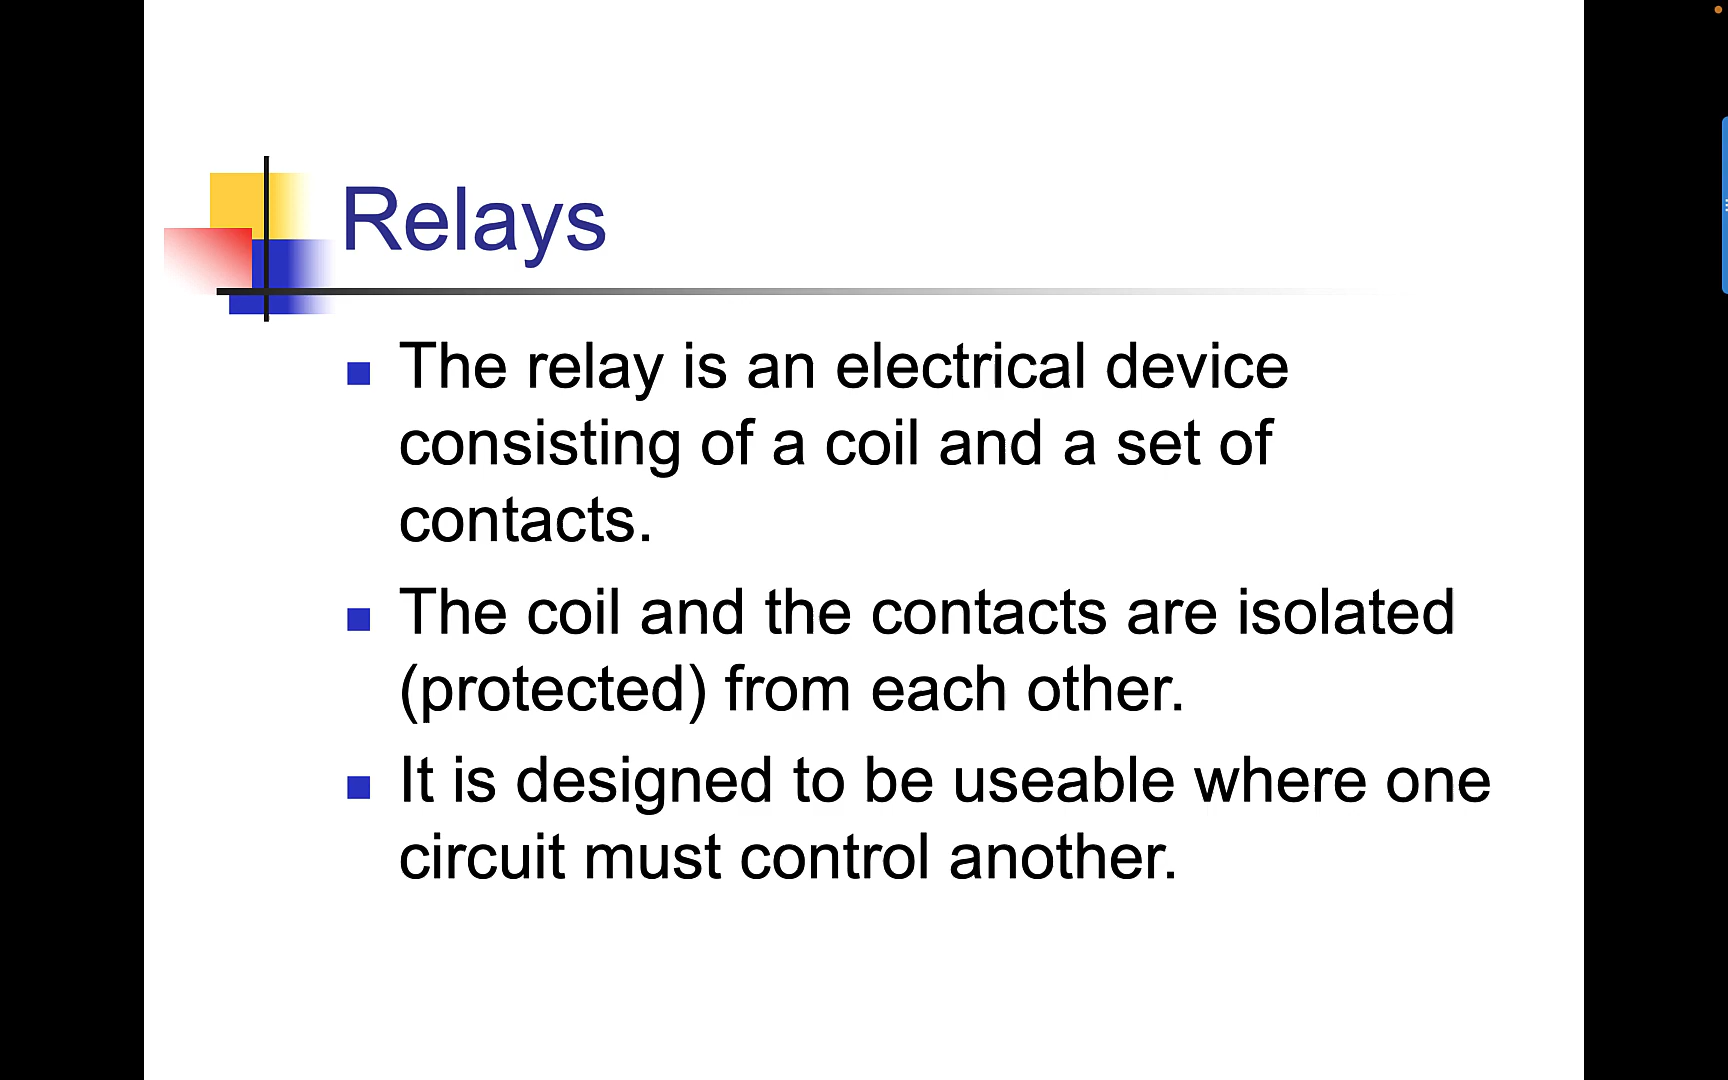 Relays
The relay is an electrical device
consisting of a coil and a set of
contacts.
The coil and the contacts are isolated
(protected) from each other.
It is designed to be useable where one
circuit must control another.